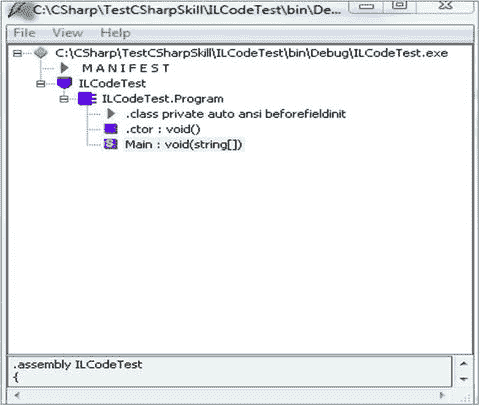 C:\CSharp\TestCSharpSkill\ILCodeTest\bin\De...
File View Help
C:\CSharp\TestCSharpSkill\ILCodeTest\bin\Debug\ILCodeTest.exe
M A N I F E S T
ILCodeTest
ILCodeTest.Program
.class private auto ansi beforefieldinit
.ctor : void()
Main : void(string[])
.assembly ILCodeTest
{